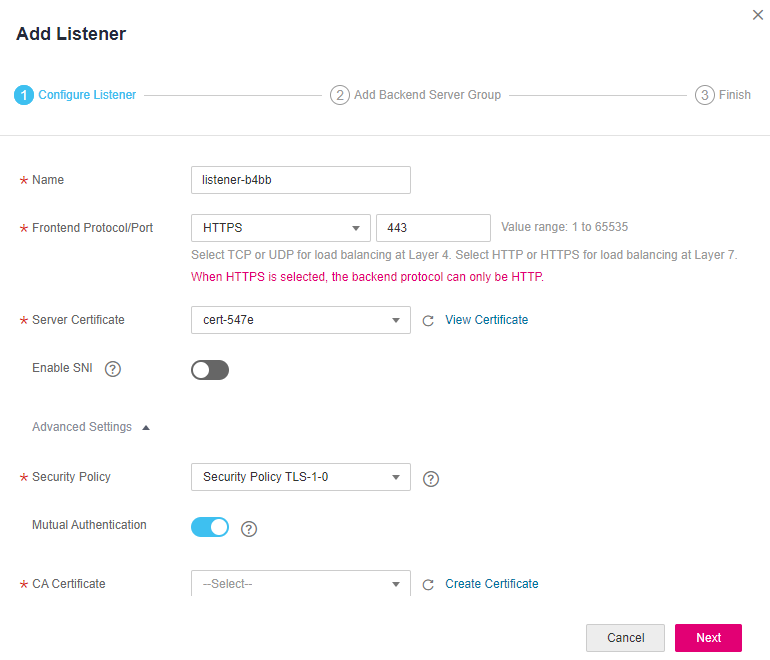 Add Listener
1 Configure Listener 2 Add Backend Server Group 3 Finish
* Name listener-b4bb
* Frontend Protocol/Port HTTPS 443 Value range: 1 to 65535
Select TCP or UDP for load balancing at Layer 4. Select HTTP or HTTPS for load balancing at Layer 7.
When HTTPS is selected, the backend protocol can only be HTTP.
* Server Certificate cert-547e View Certificate
Enable SNI ?
Advanced Settings
* Security Policy Security Policy TLS-1-0 ?
Mutual Authentication ?
* CA Certificate --Select-- Create Certificate
Cancel Next